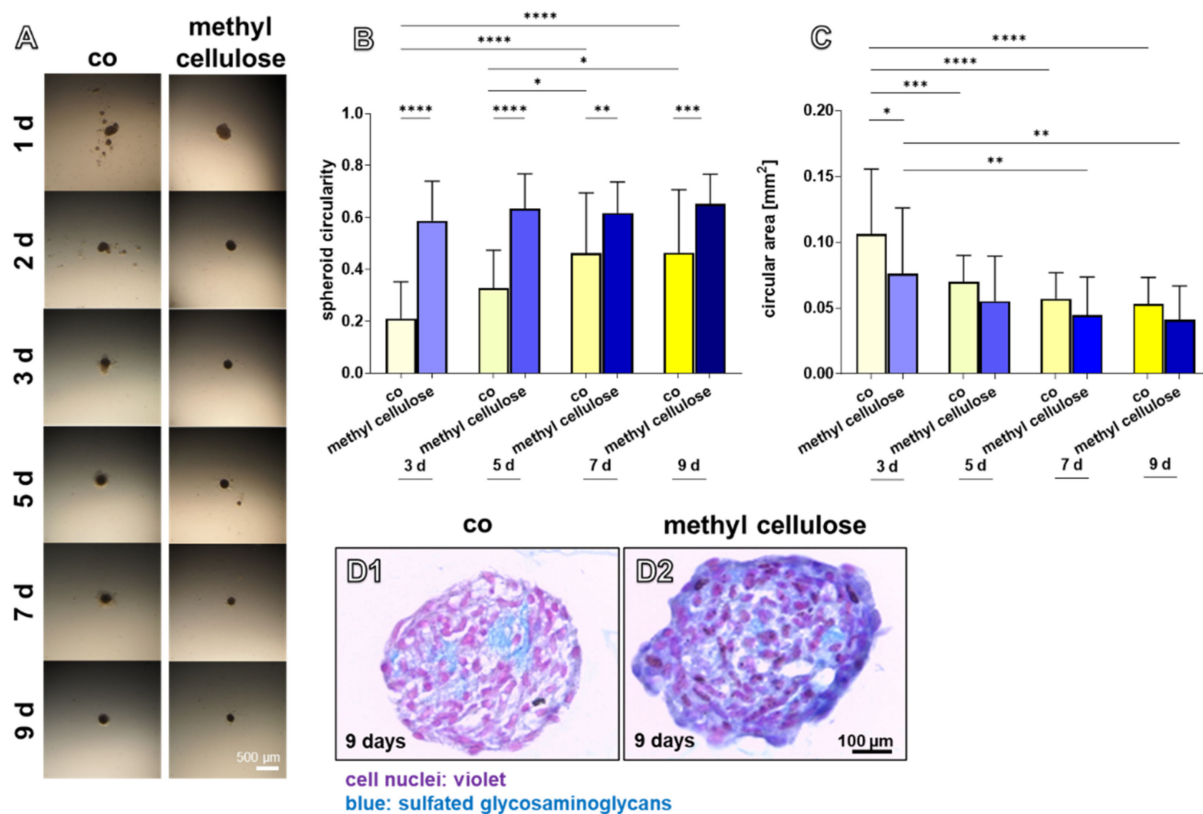 A
co
methyl
cellulose
1 d
2 d
3 d
5 d
7 d
9 d
500 µm
B
****
****
*
*
**** **** ** ***
spheroid circularity
1.0
0.8
0.6
0.4
0.2
0.0
co methyl cellulose co methyl cellulose co methyl cellulose co methyl cellulose
3 d 5 d 7 d 9 d
C
****
****
***
*
**
**
circular area [mm²]
0.20
0.15
0.10
0.05
0.00
co methyl cellulose co methyl cellulose co methyl cellulose co methyl cellulose
3 d 5 d 7 d 9 d
co methyl cellulose
D1 D2
9 days 9 days 100 µm
cell nuclei: violet
blue: sulfated glycosaminoglycans